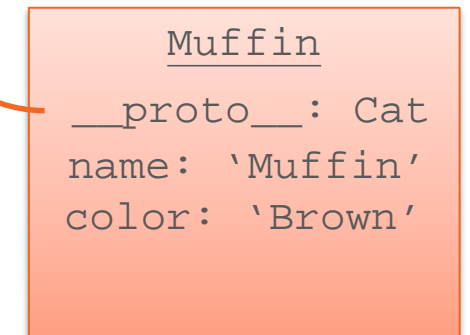 Muffin
__proto__: Cat
name: ‘Muffin’
color: ‘Brown’